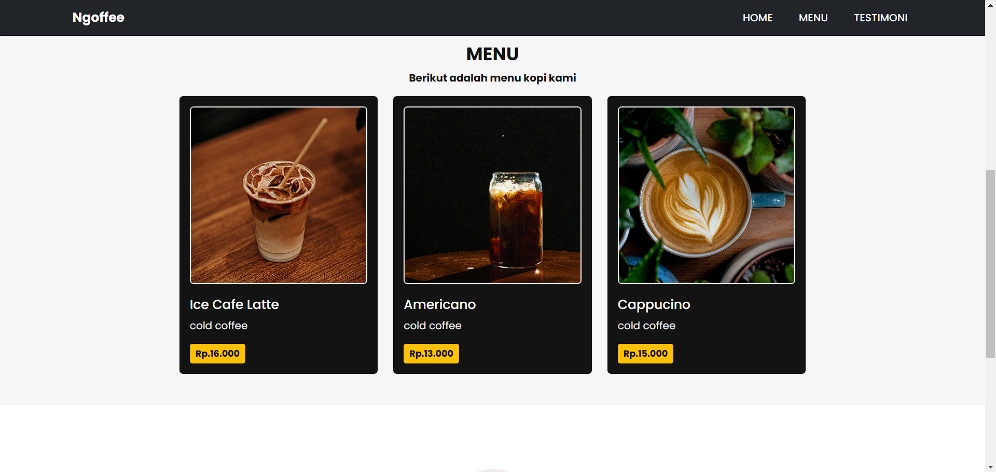 Ngoffee
HOME MENU TESTIMONI
MENU
Berikut adalah menu kopi kami
Ice Cafe Latte
cold coffee
Rp.16.000
Americano
cold coffee
Rp.13.000
Cappucino
cold coffee
Rp.15.000